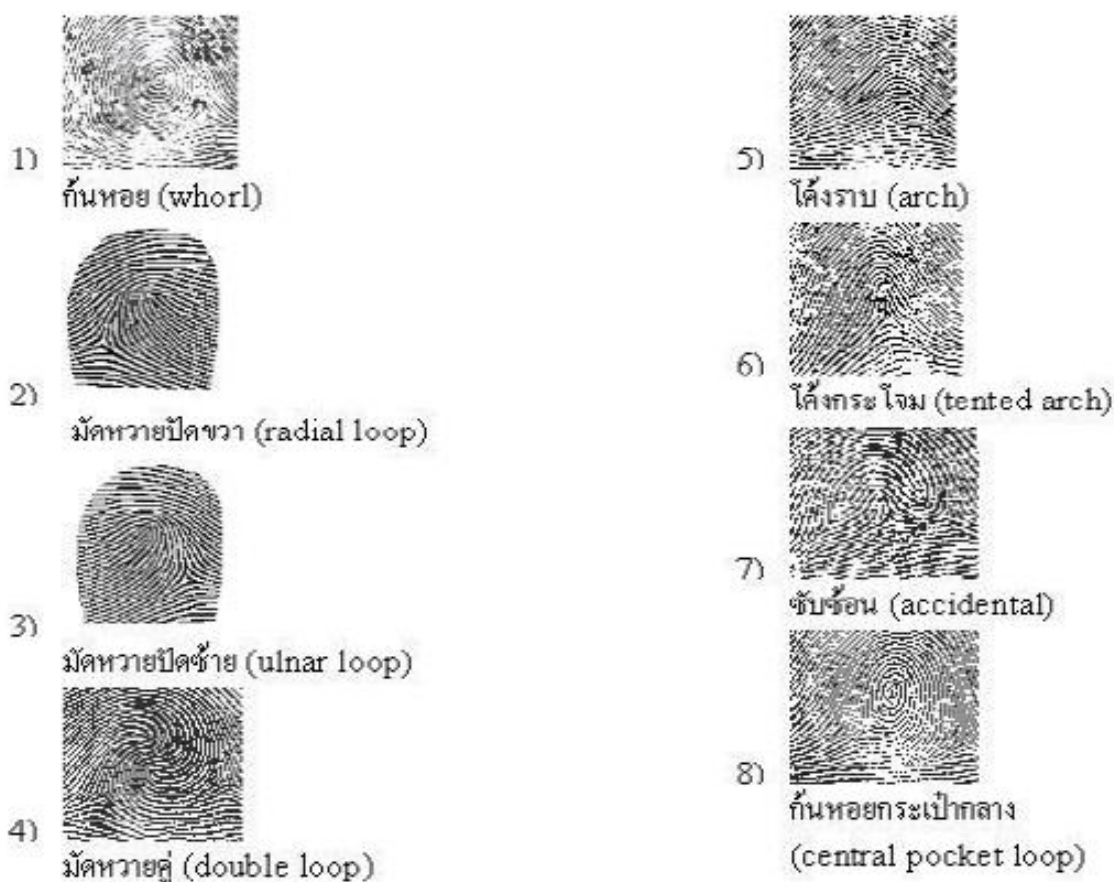 1)
ก้นหอย (whorl)
2)
มัดหวายปัดขวา (radial loop)
3)
มัดหวายปัดซ้าย (ulnar loop)
4)
มัดหวายคู่ (double loop)
5)
โค้งราบ (arch)
6)
โค้งกระโจม (tented arch)
7)
ซับซ้อน (accidental)
8)
ก้นหอยกระเป๋ากลาง
(central pocket loop)